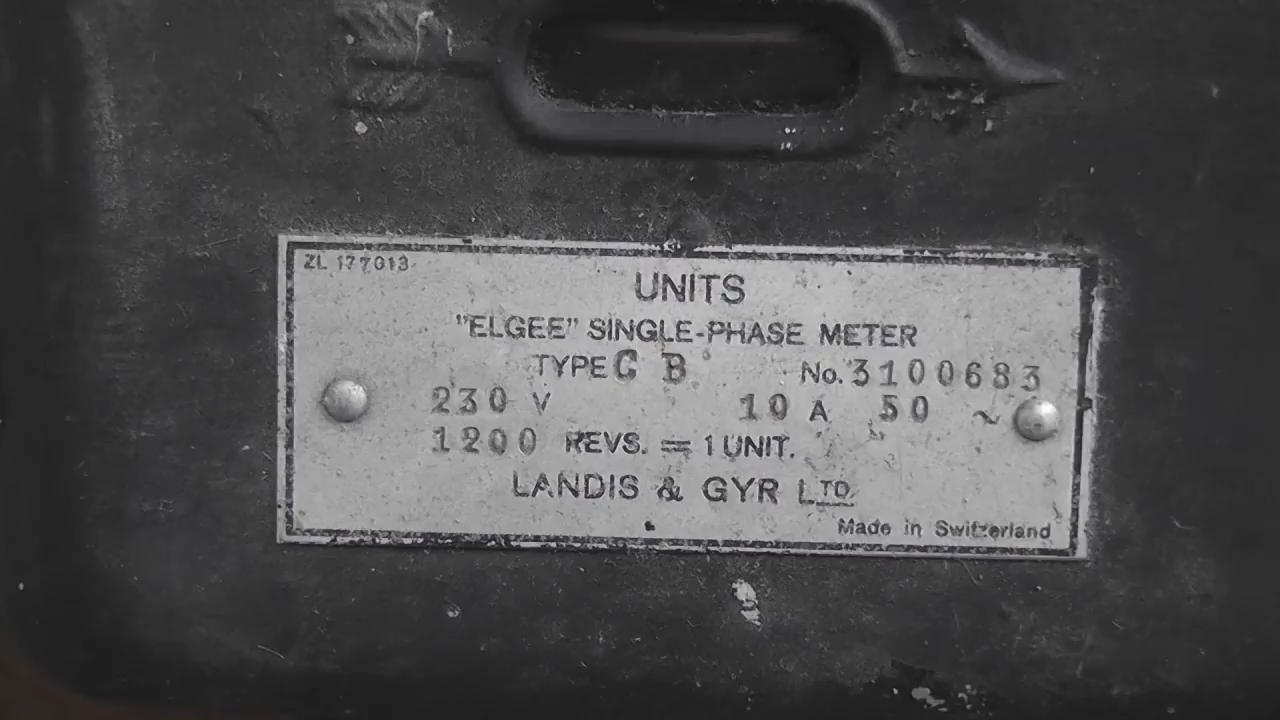 ZL 177013
UNITS
"ELGEE" SINGLE-PHASE METER
TYPE C B No. 3100683
230 V 10 A 50 ~
1200 REVS. = 1 UNIT.
LANDIS & GYR LTD.
Made in Switzerland